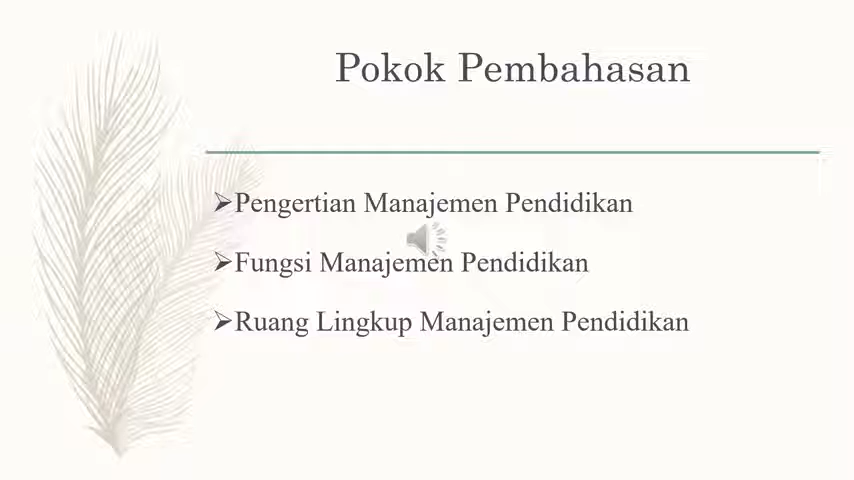 Pokok Pembahasan
➢Pengertian Manajemen Pendidikan
➢Fungsi Manajemen Pendidikan
➢Ruang Lingkup Manajemen Pendidikan